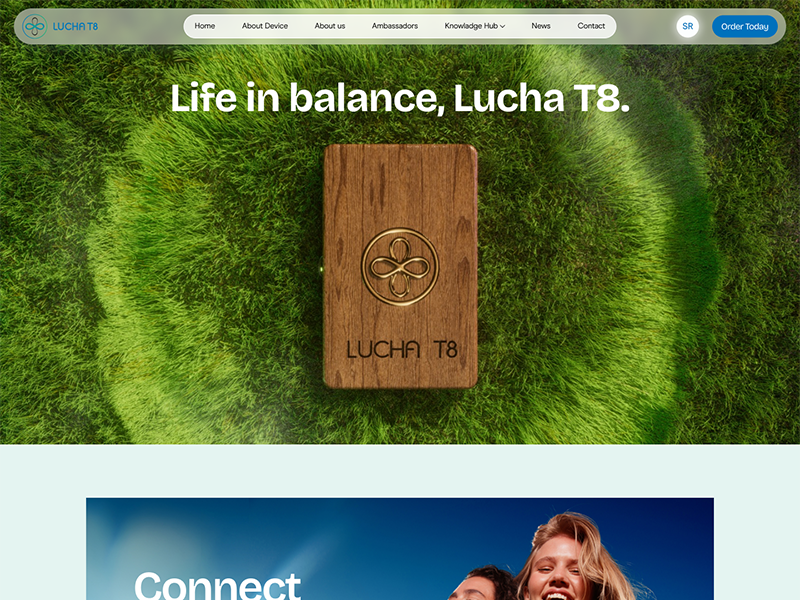 LUCHA T8
Home
About Device
About us
Ambassadors
Knowladge Hub
News
Contact
SR
Order Today
Life in balance, Lucha T8.
LUCHA T8
Connect